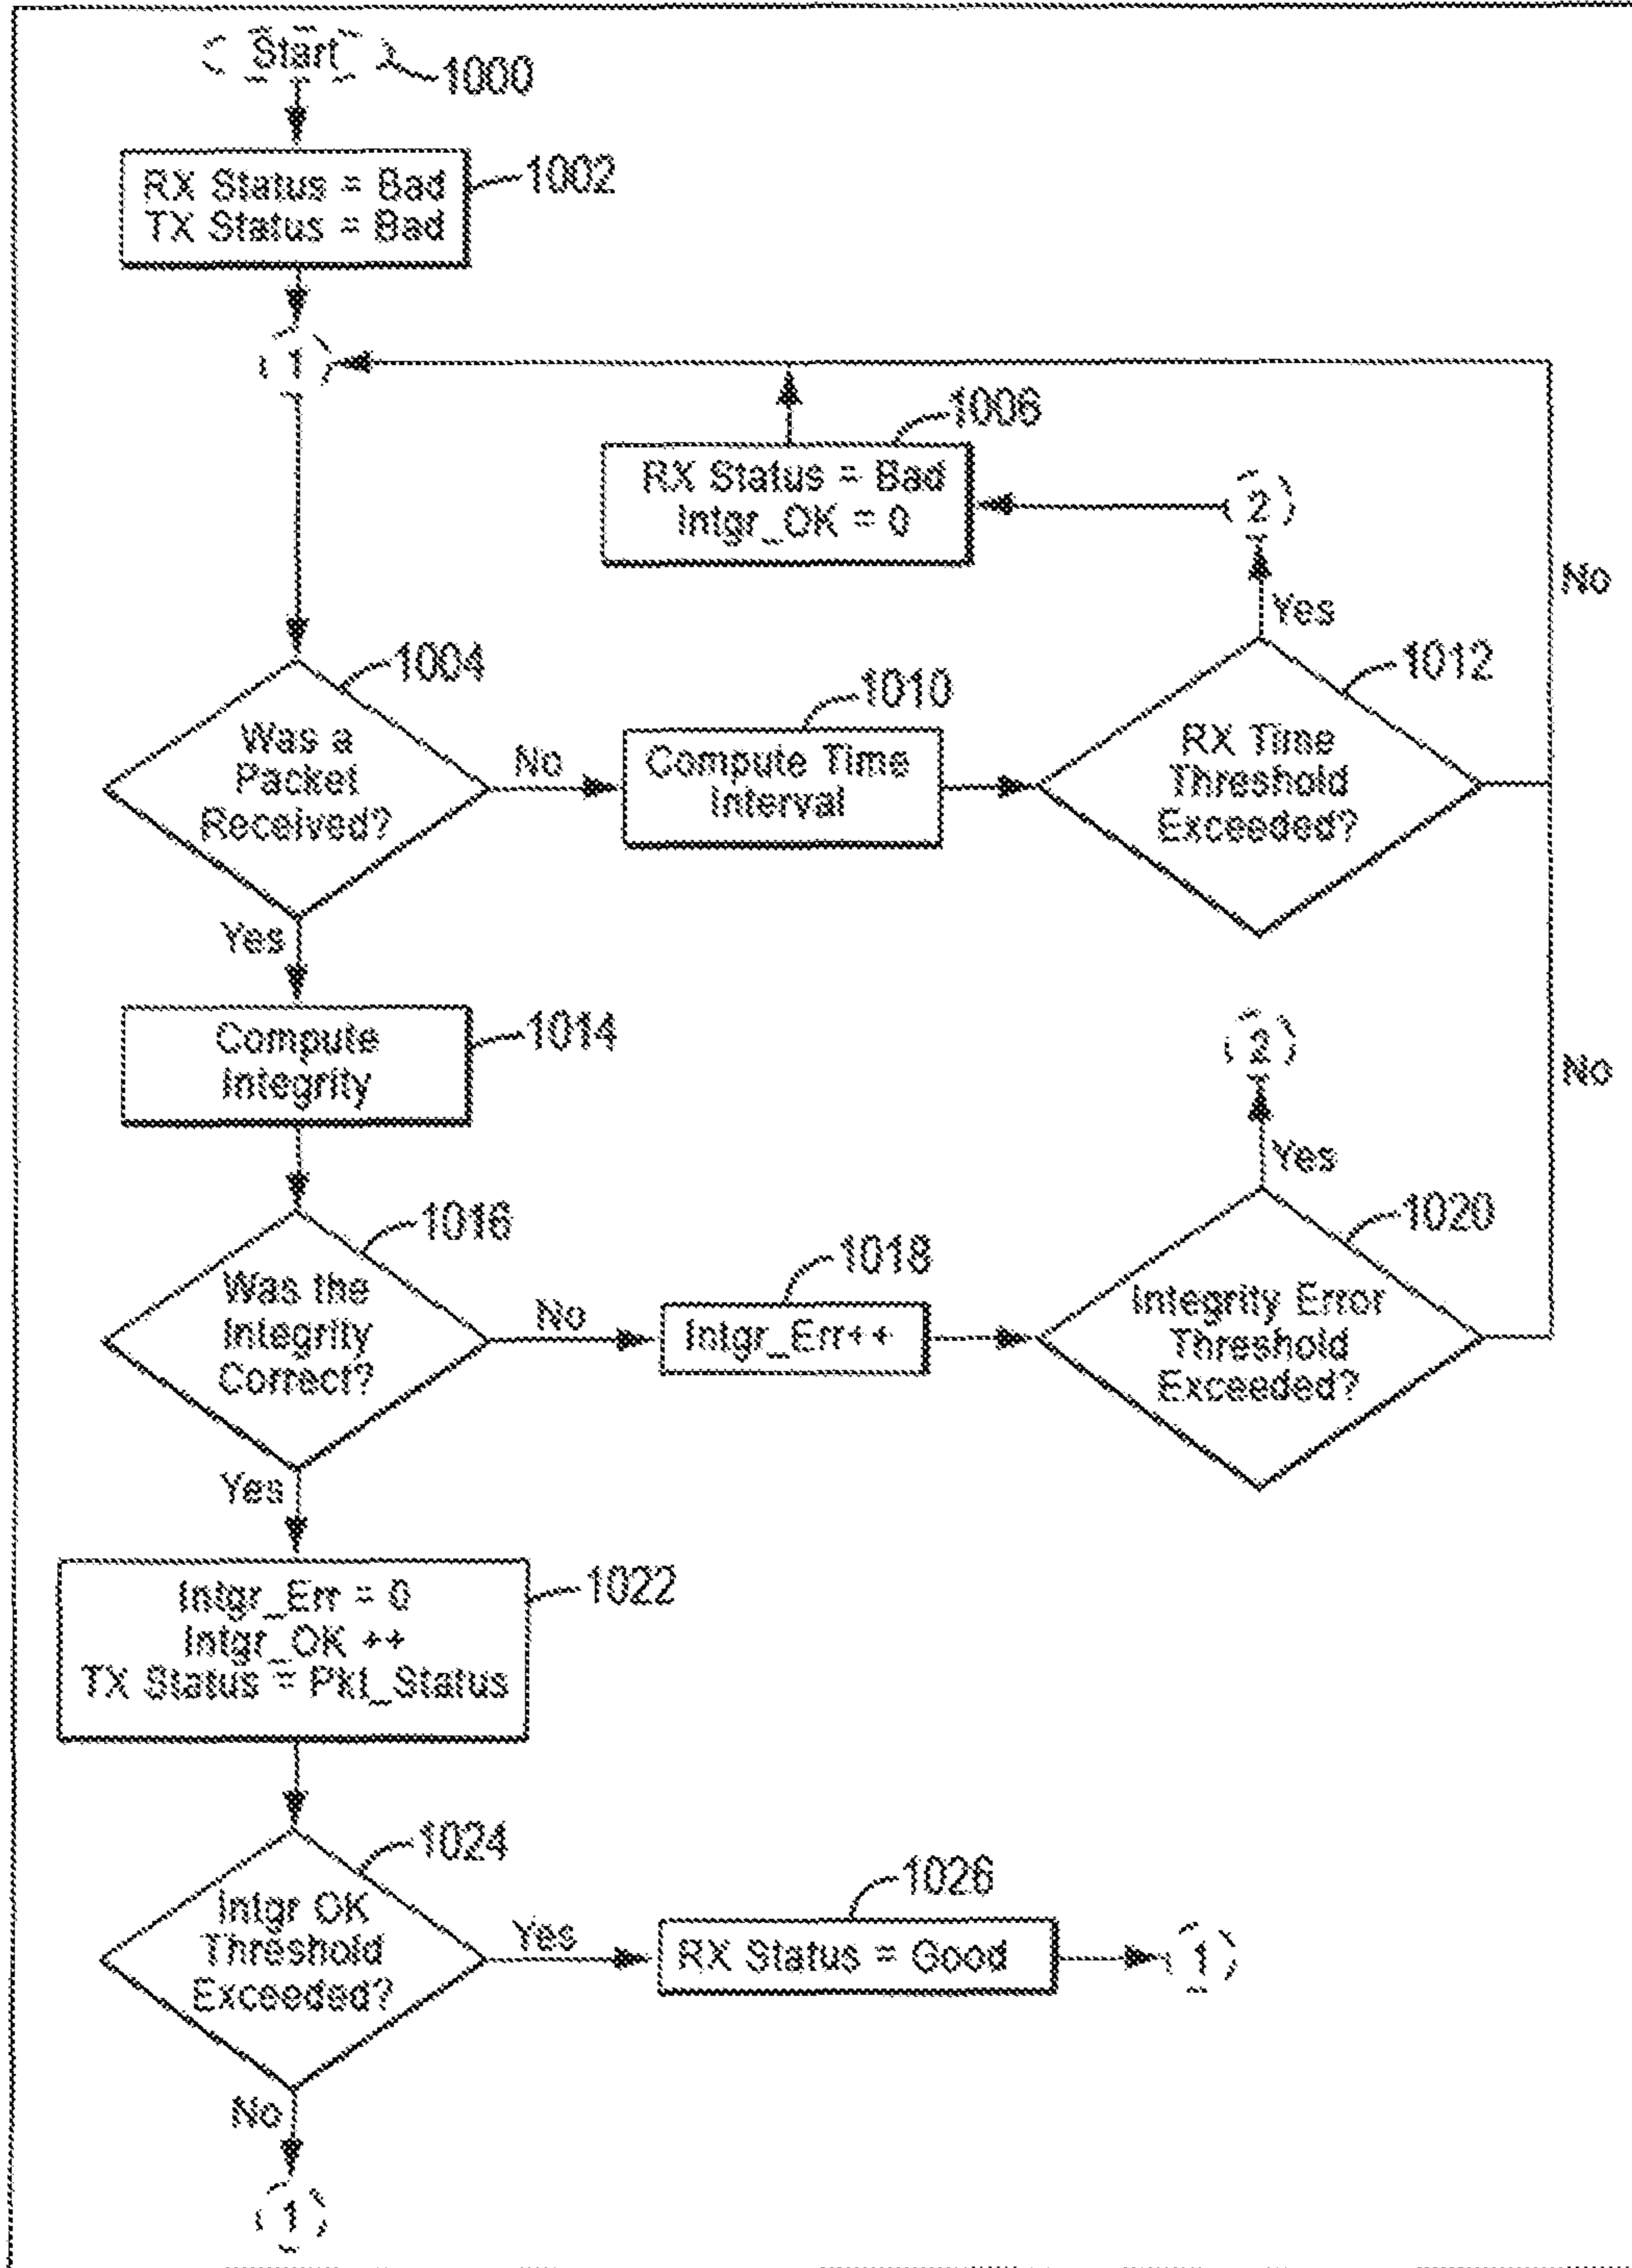 Start
1000
RX Status = Bad
TX Status = Bad
1002
1
1006
RX Status = Bad
Intgr_OK = 0
2
No
Yes
1004
Was a
Packet
Received?
No
1010
Compute Time
Interval
1012
RX Time
Threshold
Exceeded?
Yes
Compute
Integrity
1014
2
No
Yes
1016
Was the
Integrity
Correct?
No
1018
Intgr_Err++
1020
Integrity Error
Threshold
Exceeded?
Yes
Intgr_Err = 0
Intgr_OK ++
TX Status = Pkt_Status
1022
1024
Intgr OK
Threshold
Exceeded?
Yes
1026
RX Status = Good
1
No
1